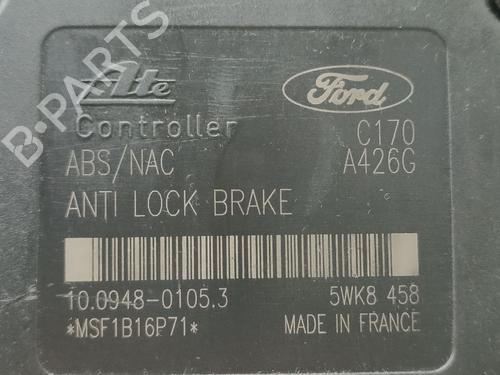 B-PARTS
Ate
Ford
Controller
C170
ABS/NAC
A426G
ANTI LOCK BRAKE
10.0948-0105.3
5WK8 458
*MSF1B16P71*
MADE IN FRANCE